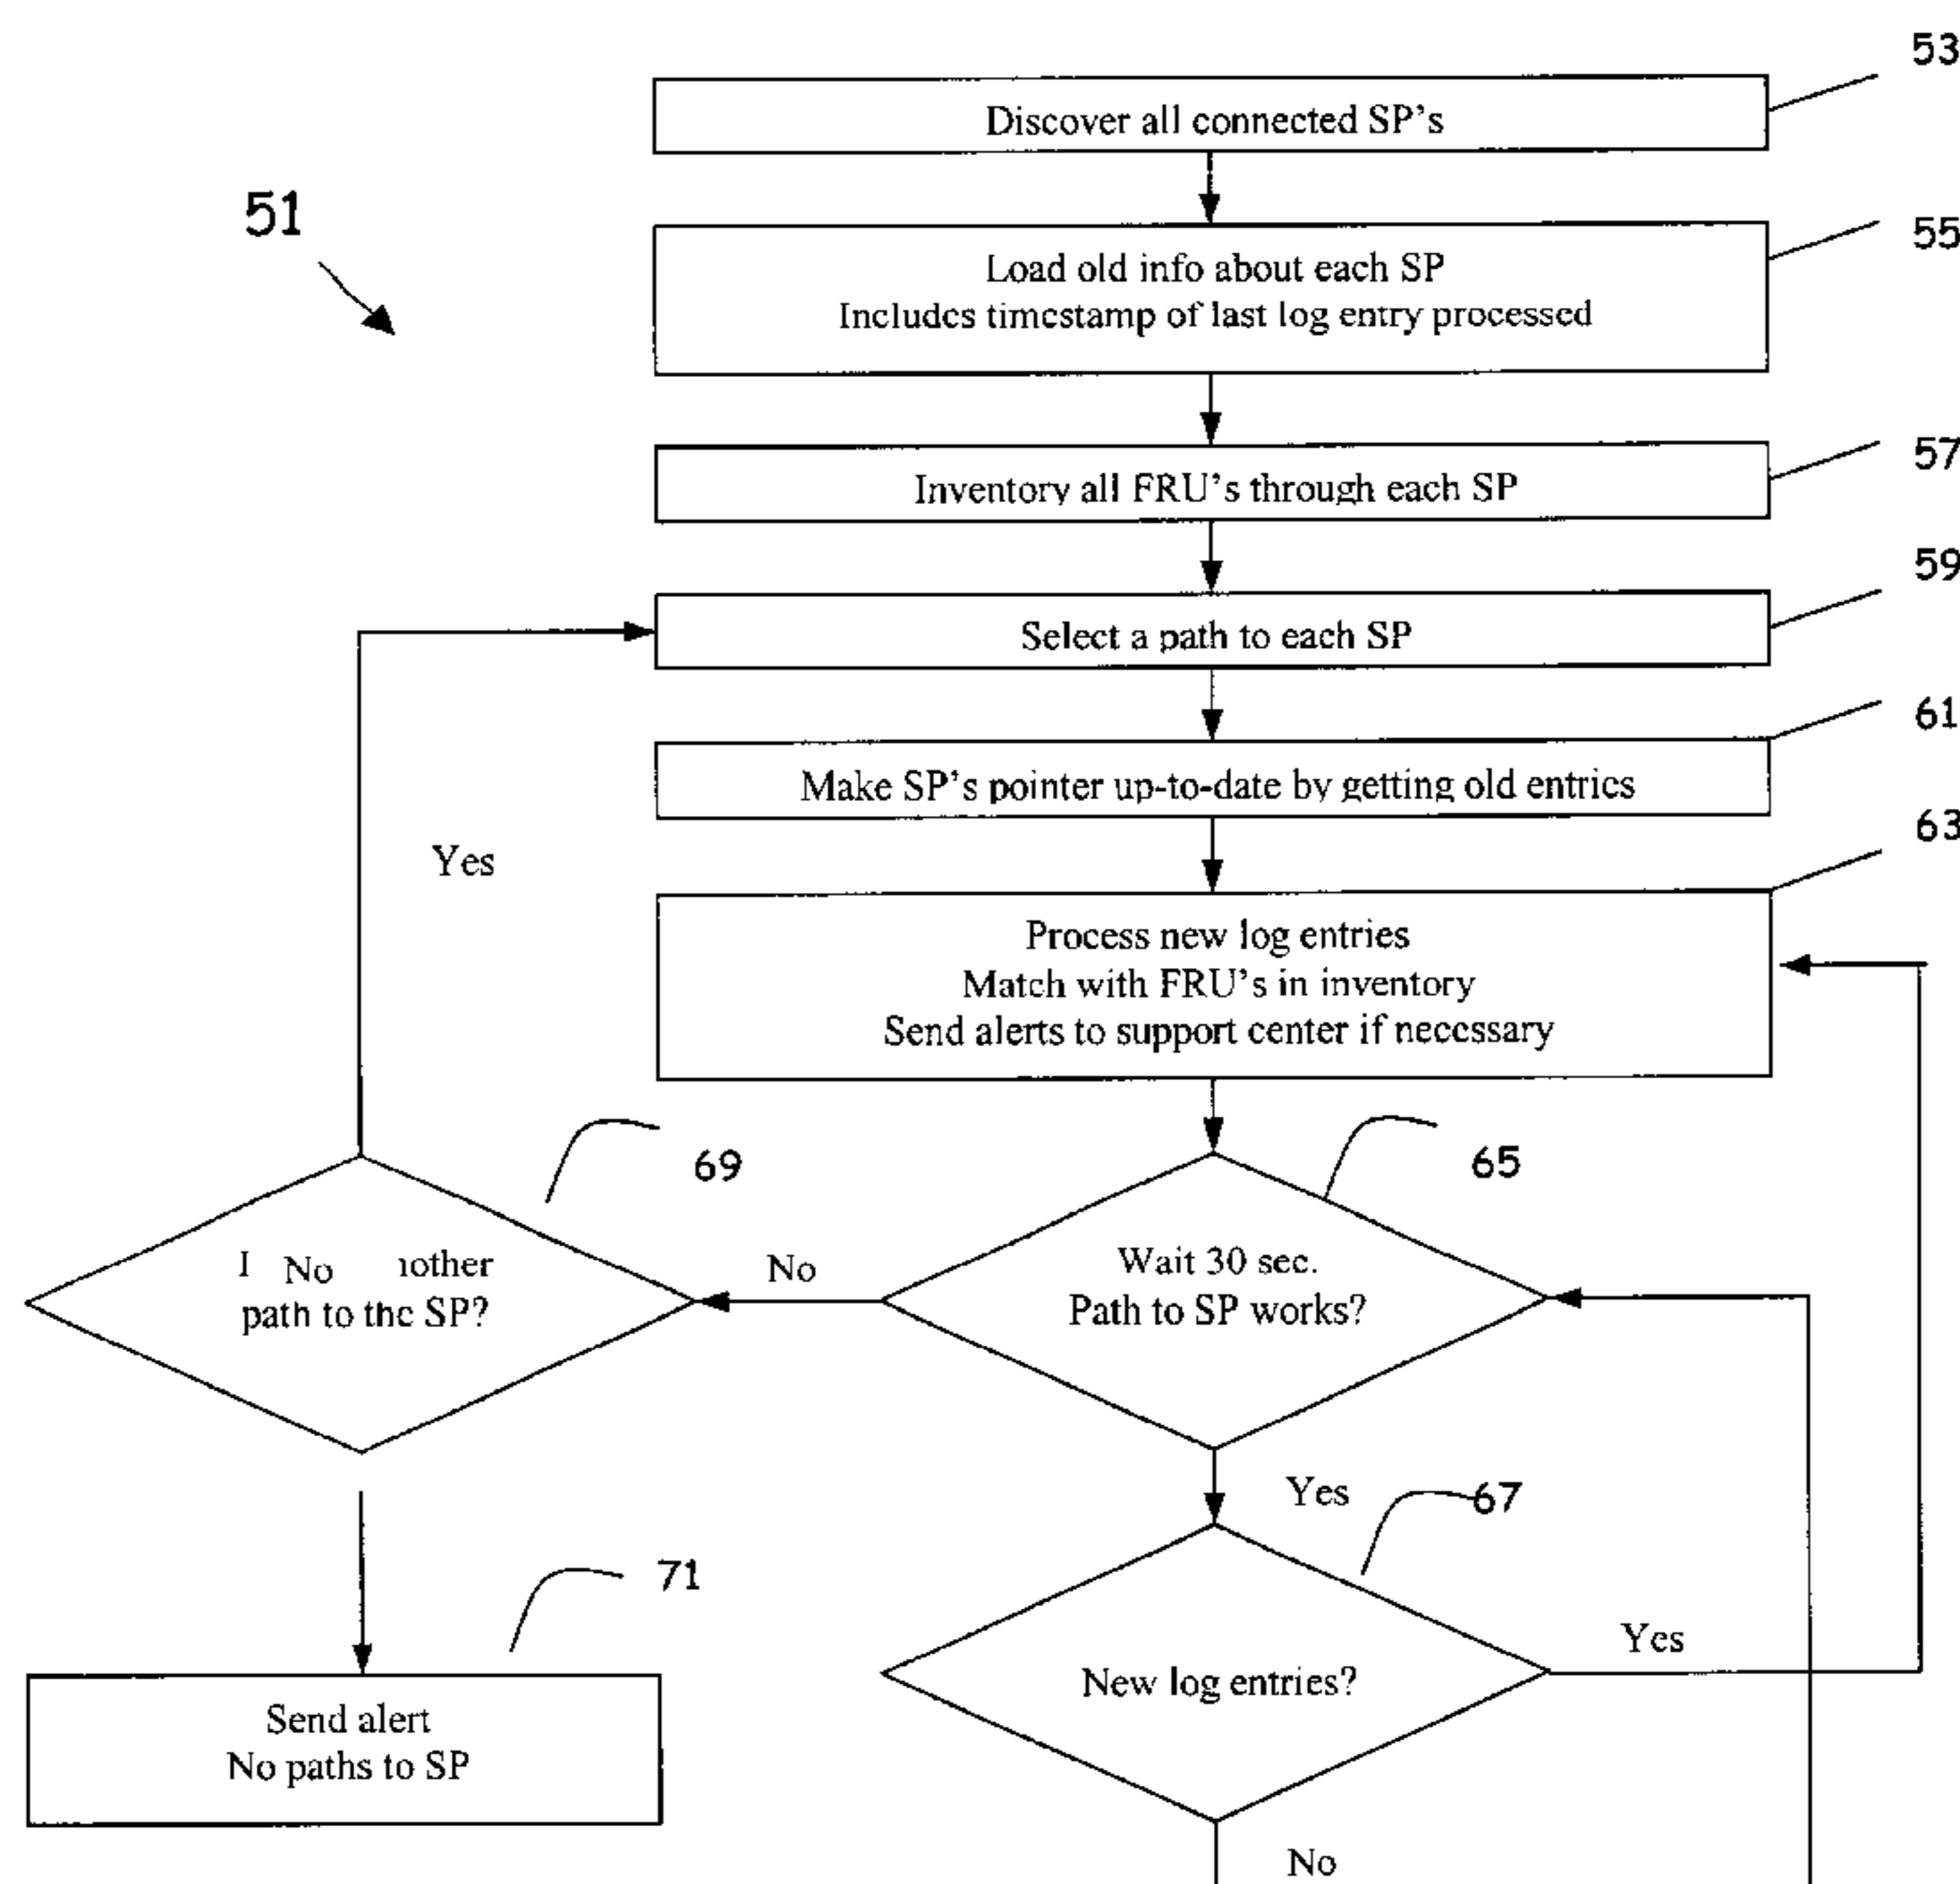 53
Discover all connected SP's
51
55
Load old info about each SP
Includes timestamp of last log entry processed
57
Inventory all FRU's through each SP
59
Select a path to each SP
61
Make SP's pointer up-to-date by getting old entries
63
Yes
Process new log entries
Match with FRU's in inventory
Send alerts to support center if necessary
69
65
No
path to the SP?
No
Wait 30 sec.
Path to SP works?
Yes
67
71
Yes
New log entries?
Send alert
No paths to SP
No